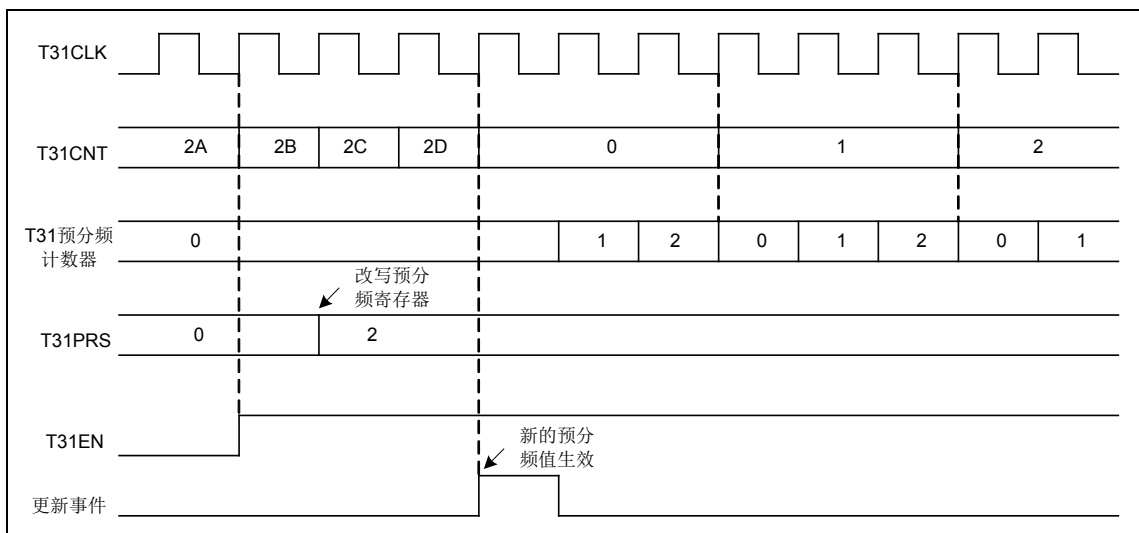 T31CLK
T31CNT
2A 2B 2C 2D 0 1 2
T31预分频
计数器
0 1 2 0 1 2 0 1
改写预分
频寄存器
T31PRS
0 2
T31EN
新的预分
频值生效
更新事件